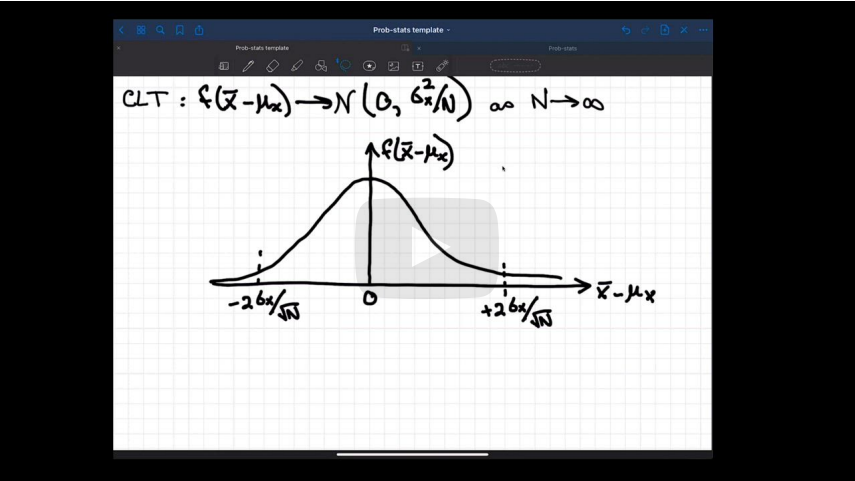 Prob-stats template
Prob-stats template
Prob-stats
CLT : f(x̄-μₓ)→N(0, σₓ²/N) as N→∞
f(x̄-μₓ)
x̄-μₓ
-2σₓ/√N
0
+2σₓ/√N